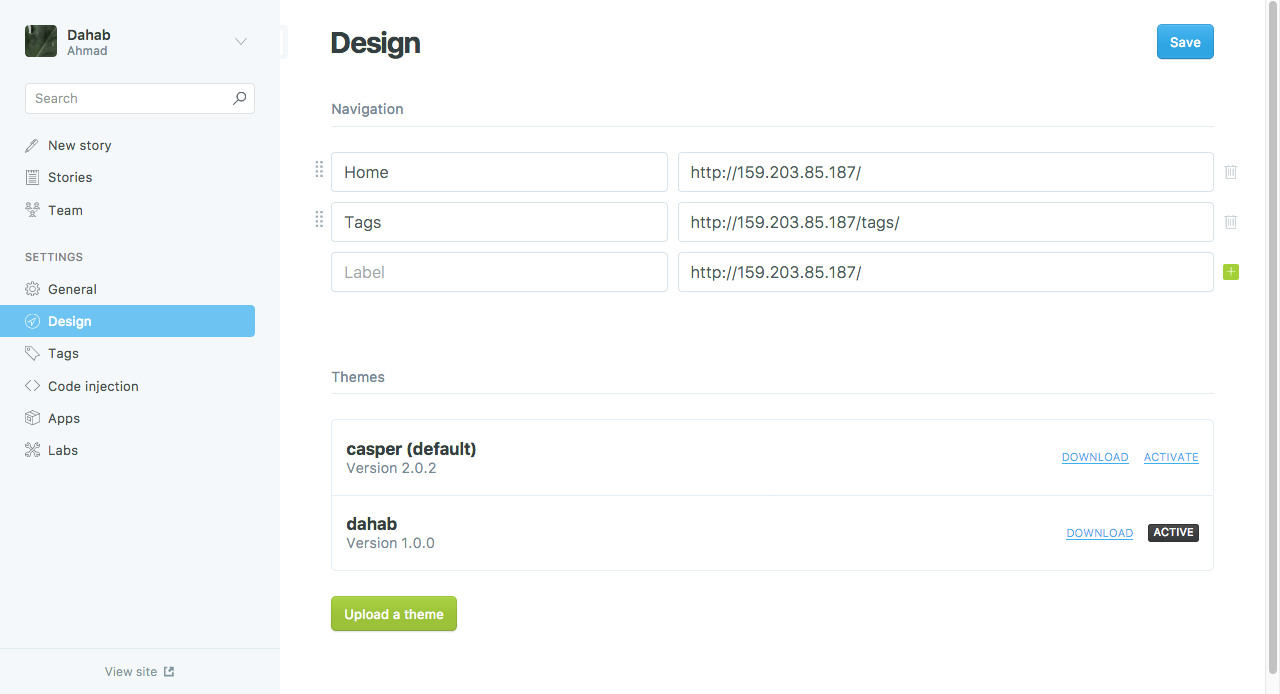 Dahab
Ahmad
Search
New story
Stories
Team
SETTINGS
General
Design
Tags
Code injection
Apps
Labs
View site
Design
Save
Navigation
Home http://159.203.85.187/
Tags http://159.203.85.187/tags/
Label http://159.203.85.187/
Themes
casper (default)
Version 2.0.2
DOWNLOAD ACTIVATE
dahab
Version 1.0.0
DOWNLOAD ACTIVE
Upload a theme